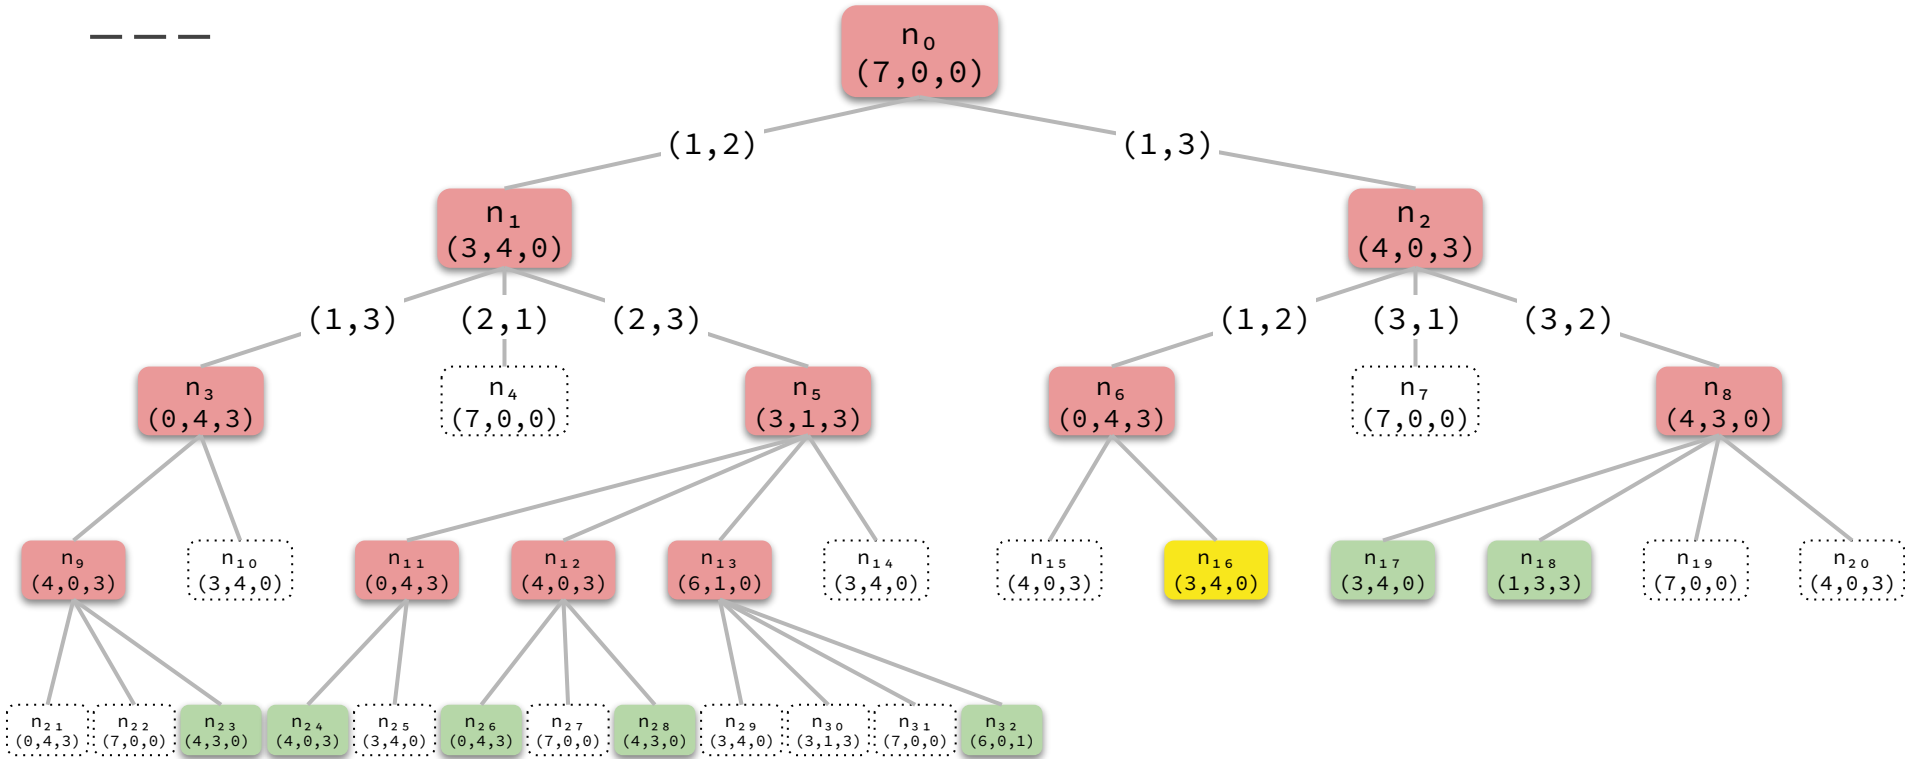 n₀
(7,0,0)
(1,2)
(1,3)
n₁
(3,4,0)
n₂
(4,0,3)
(1,3)
(2,1)
(2,3)
(1,2)
(3,1)
(3,2)
n₃
(0,4,3)
n₄
(7,0,0)
n₅
(3,1,3)
n₆
(0,4,3)
n₇
(7,0,0)
n₈
(4,3,0)
n₉
(4,0,3)
n₁₀
(3,4,0)
n₁₁
(0,4,3)
n₁₂
(4,0,3)
n₁₃
(6,1,0)
n₁₄
(3,4,0)
n₁₅
(4,0,3)
n₁₆
(3,4,0)
n₁₇
(3,4,0)
n₁₈
(1,3,3)
n₁₉
(7,0,0)
n₂₀
(4,0,3)
n₂₁
(0,4,3)
n₂₂
(7,0,0)
n₂₃
(4,3,0)
n₂₄
(4,0,3)
n₂₅
(3,4,0)
n₂₆
(0,4,3)
n₂₇
(7,0,0)
n₂₈
(4,3,0)
n₂₉
(3,4,0)
n₃₀
(3,1,3)
n₃₁
(7,0,0)
n₃₂
(6,0,1)